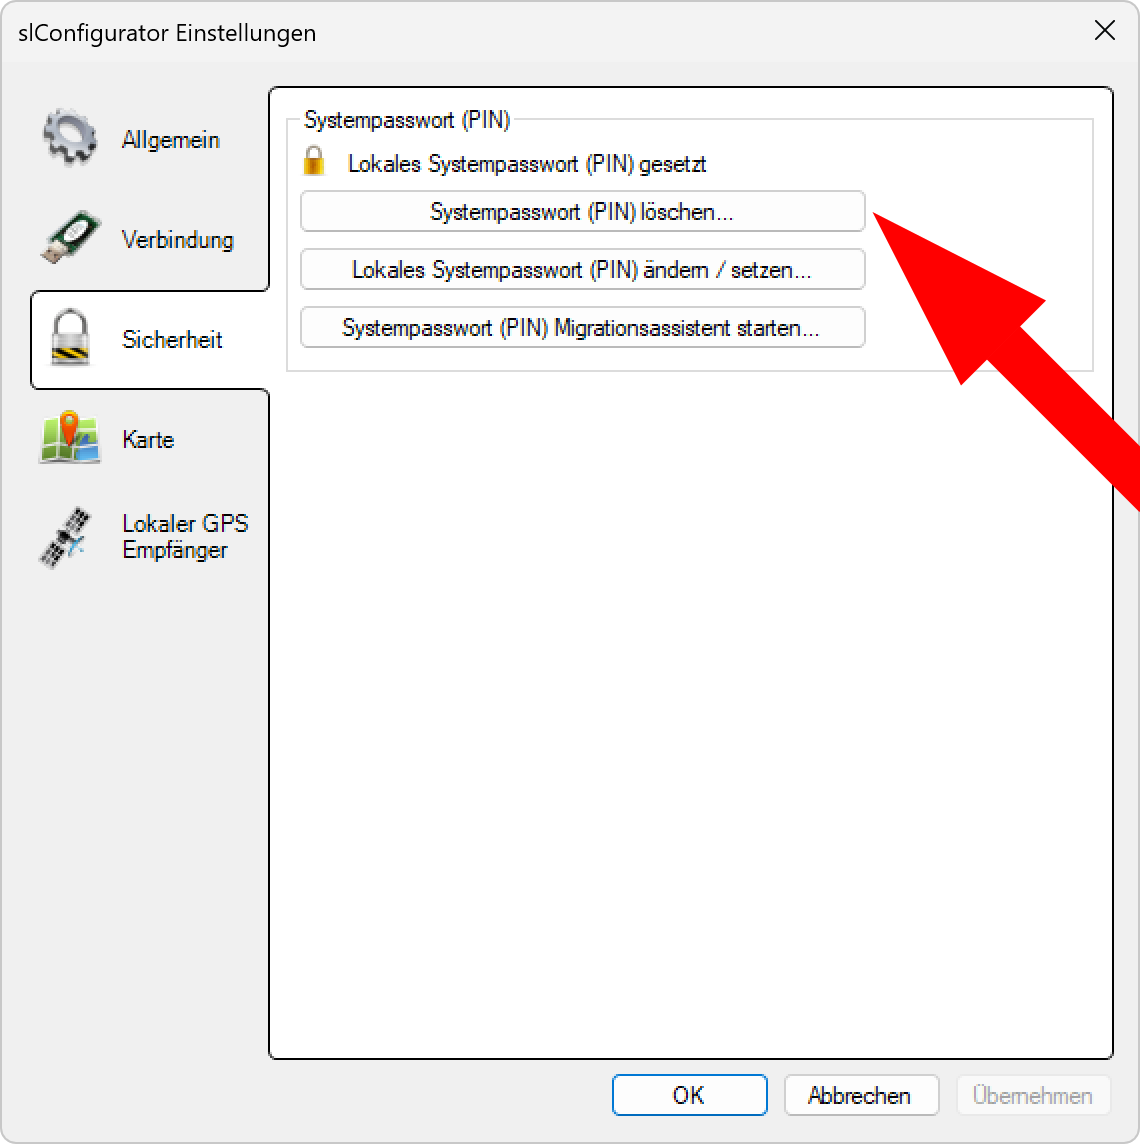 slConfigurator Einstellungen
Allgemein
Verbindung
Sicherheit
Karte
Lokaler GPS
Empfänger
Systempasswort (PIN)
Lokales Systempasswort (PIN) gesetzt
Systempasswort (PIN) löschen...
Lokales Systempasswort (PIN) ändern / setzen...
Systempasswort (PIN) Migrationsassistent starten...
OK
Abbrechen
Übernehmen